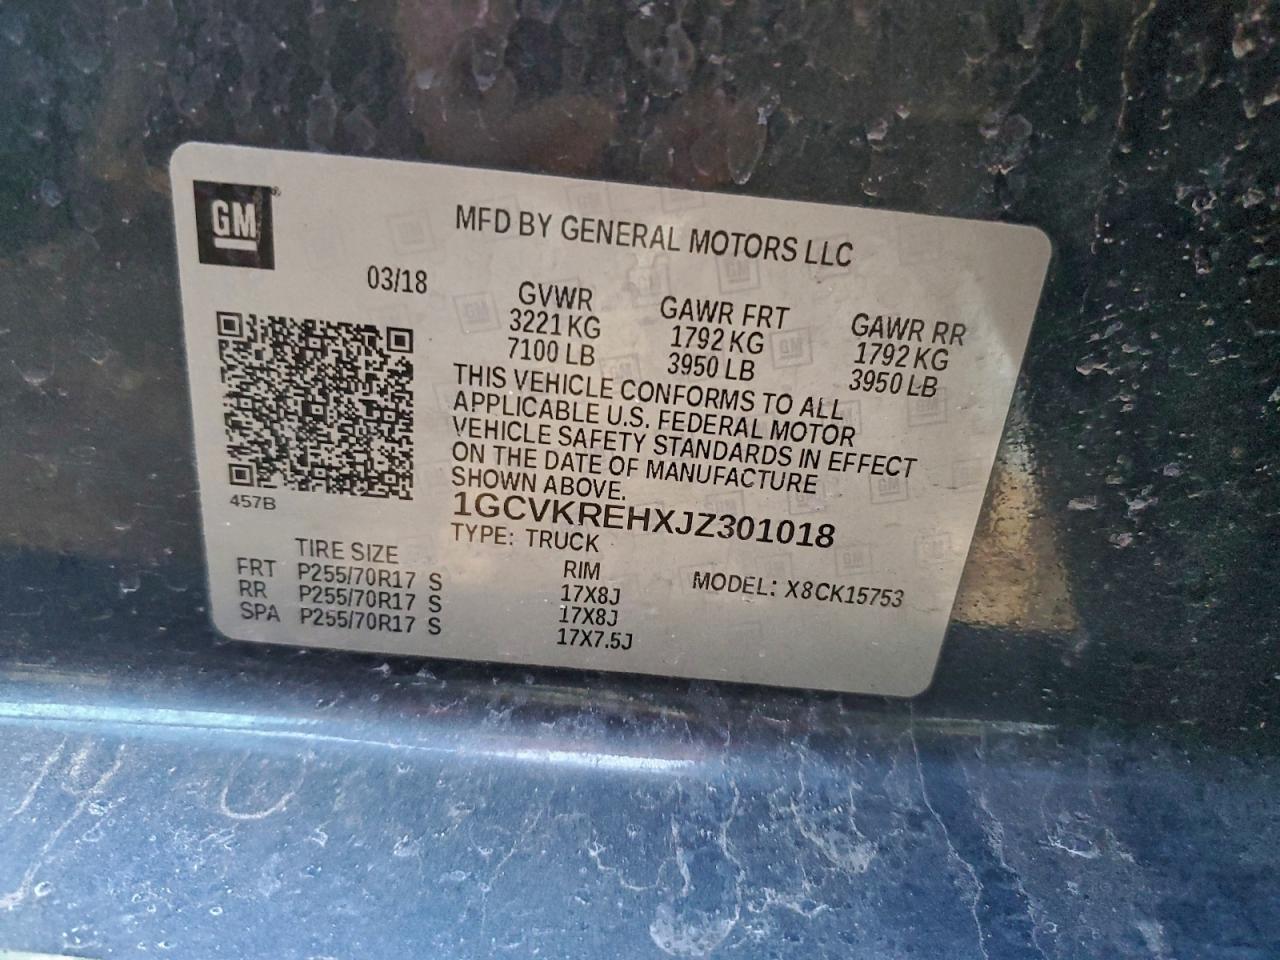 GM
MFD BY GENERAL MOTORS LLC
03/18
GVWR GAWR FRT GAWR RR
3221 KG 1792 KG 1792 KG
7100 LB 3950 LB 3950 LB
THIS VEHICLE CONFORMS TO ALL
APPLICABLE U.S. FEDERAL MOTOR
VEHICLE SAFETY STANDARDS IN EFFECT
ON THE DATE OF MANUFACTURE
SHOWN ABOVE.
457B
1GCVKREHXJZ301018
TYPE: TRUCK
TIRE SIZE RIM MODEL: X8CK15753
FRT P255/70R17 S 17X8J
RR P255/70R17 S 17X8J
SPA P255/70R17 S 17X7.5J